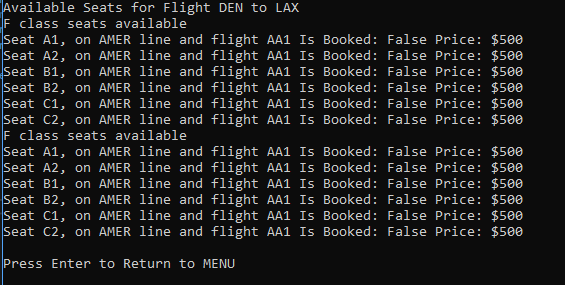 Available Seats for Flight DEN to LAX
F class seats available
Seat A1, on AMER line and flight AA1 Is Booked: False Price: $500
Seat A2, on AMER line and flight AA1 Is Booked: False Price: $500
Seat B1, on AMER line and flight AA1 Is Booked: False Price: $500
Seat B2, on AMER line and flight AA1 Is Booked: False Price: $500
Seat C1, on AMER line and flight AA1 Is Booked: False Price: $500
Seat C2, on AMER line and flight AA1 Is Booked: False Price: $500
F class seats available
Seat A1, on AMER line and flight AA1 Is Booked: False Price: $500
Seat A2, on AMER line and flight AA1 Is Booked: False Price: $500
Seat B1, on AMER line and flight AA1 Is Booked: False Price: $500
Seat B2, on AMER line and flight AA1 Is Booked: False Price: $500
Seat C1, on AMER line and flight AA1 Is Booked: False Price: $500
Seat C2, on AMER line and flight AA1 Is Booked: False Price: $500
Press Enter to Return to MENU